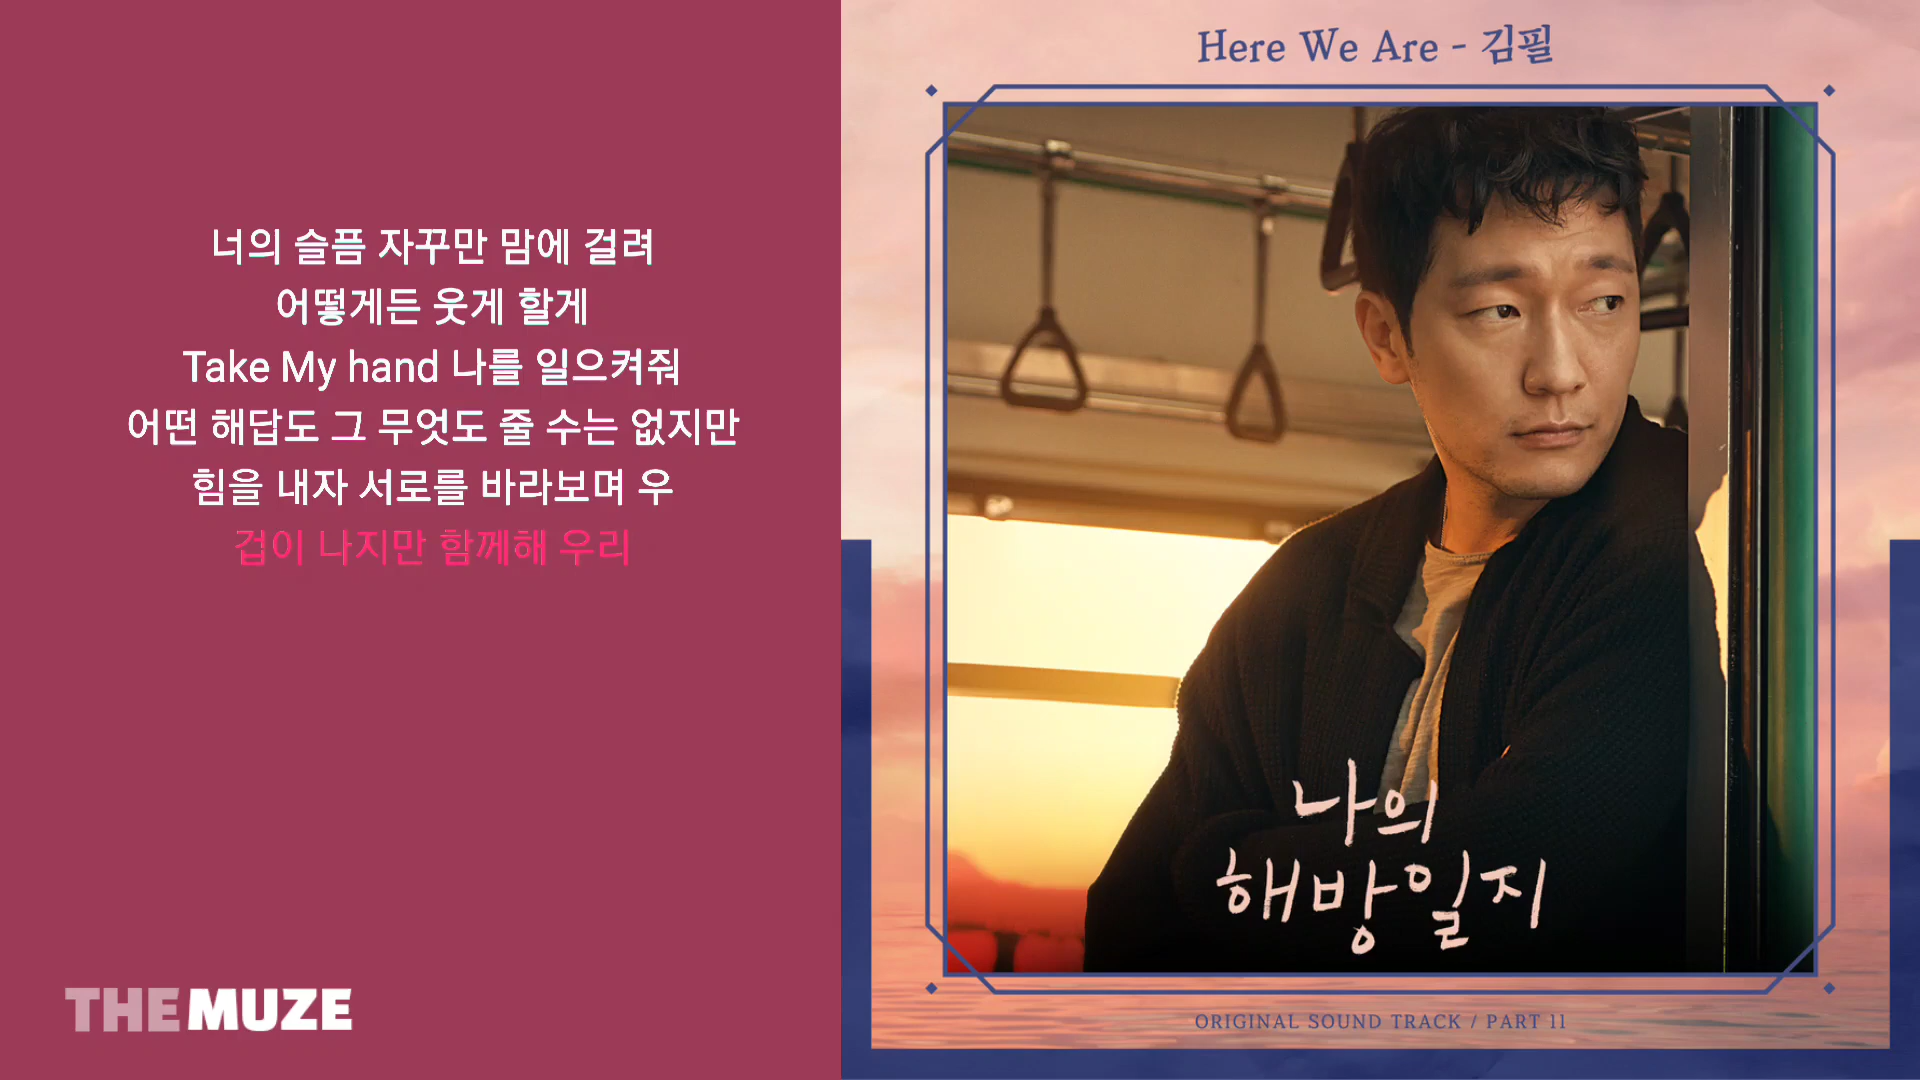 너의 슬픔 자꾸만 맘에 걸려
어떻게든 웃게 할게
Take My hand 나를 일으켜줘
어떤 해답도 그 무엇도 줄 수는 없지만
힘을 내자 서로를 바라보며 우
겁이 나지만 함께해 우리
THE MUZE
Here We Are - 김필
나의
해방일지
ORIGINAL SOUND TRACK / PART 11